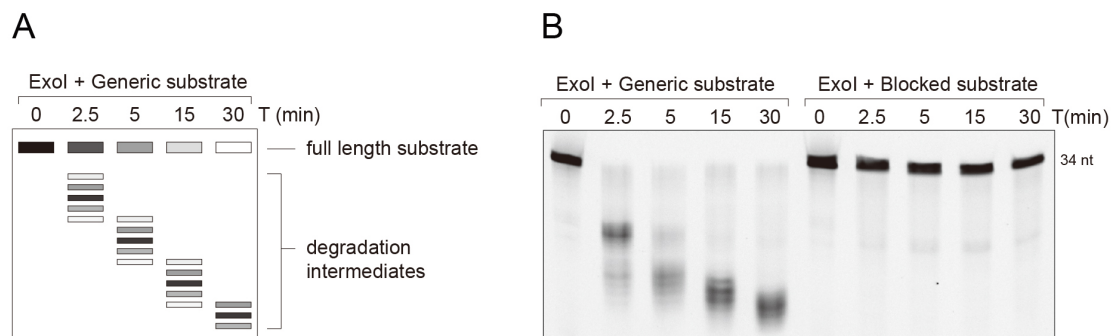 A
ExoI + Generic substrate
0 2.5 5 15 30 T (min)
full length substrate
degradation
intermediates
B
ExoI + Generic substrate ExoI + Blocked substrate
0 2.5 5 15 30 0 2.5 5 15 30 T(min)
34 nt